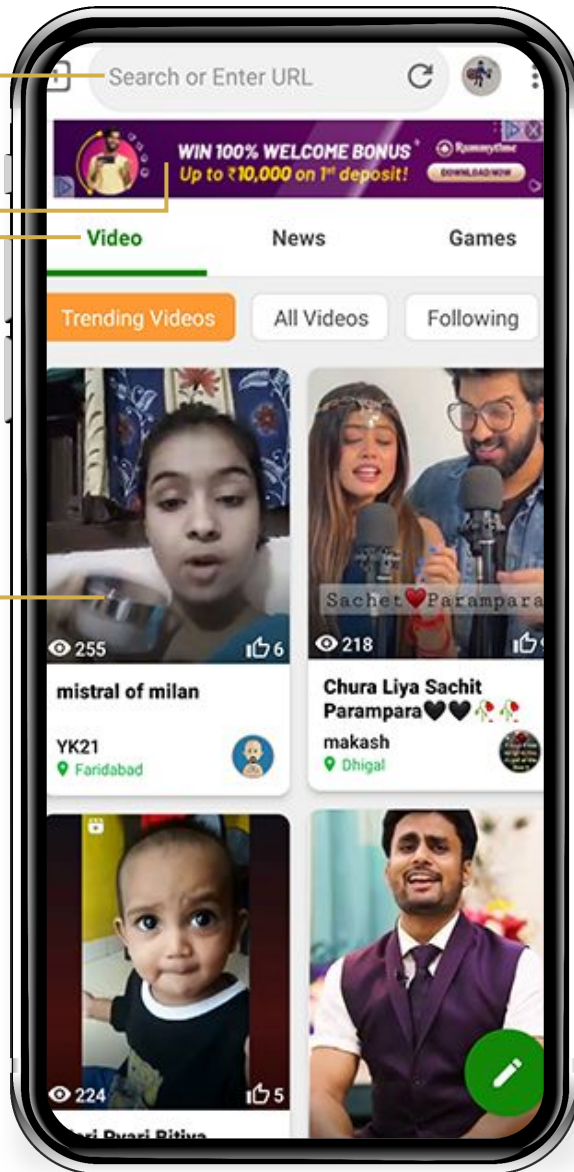 Search or Enter URL
WIN 100% WELCOME BONUS*
Up to ₹10,000 on 1st deposit!
Rummytime
DOWNLOAD NOW
Video News Games
Trending Videos All Videos Following
Sachet❤Parampara
255 6
218
mistral of milan
YK21
Faridabad
Chura Liya Sachit
Parampara🖤🖤🥀🥀
makash
Dhigal
224 5
Pyari Bitiya